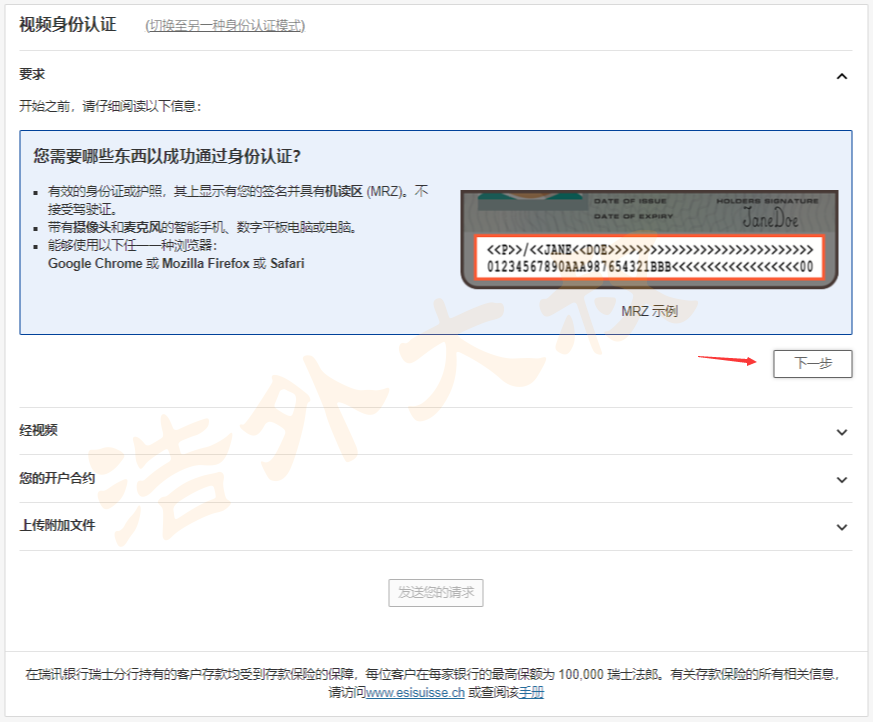 视频身份认证 (切换至另一种身份认证模式)
要求
开始之前，请仔细阅读以下信息：
您需要哪些东西以成功通过身份认证?
有效的身份证或护照，其上显示有您的签名并具有机读区 (MRZ)。不
接受驾驶证。
带有摄像头和麦克风的智能手机、数字平板电脑或电脑。
能够使用以下任一一种浏览器：
Google Chrome 或 Mozilla Firefox 或 Safari
DATE OF ISSUE HOLDERS SIGNATURE
DATE OF EXPIRY JaneDoe
<<P>>/<<JANE<<DOE>>>>>>>>>>>>>>>>>>>>>>>>>>>>>
01234567890AAA987654321BBB<<<<<<<<<<<<<<<<<<00
MRZ 示例
下一步
经视频
您的开户合约
上传附加文件
发送您的请求
浩外大叔
在瑞讯银行瑞士分行持有的客户存款均受到存款保险的保障，每位客户在每家银行的最高保额为 100,000 瑞士法郎。有关存款保险的所有相关信息，
请访问www.esisuisse.ch 或查阅该手册